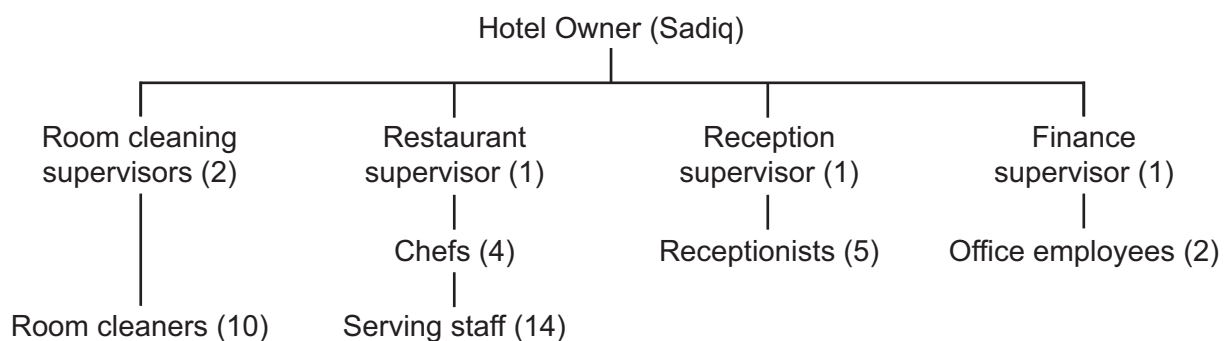 Hotel Owner (Sadiq)
Room cleaning
supervisors (2)
Restaurant
supervisor (1)
Reception
supervisor (1)
Finance
supervisor (1)
Chefs (4)
Receptionists (5)
Office employees (2)
Room cleaners (10)
Serving staff (14)